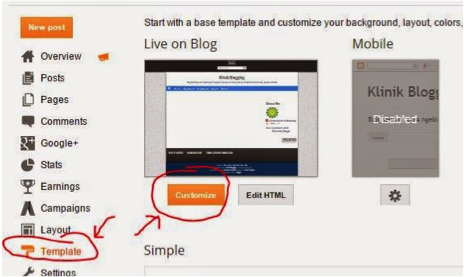 New post
Start with a base template and customize your background, layout, colors,
Live on Blog
Mobile
Overview
Posts
Pages
Comments
Google+
Stats
Earnings
Campaigns
Layout
Template
Settings
Klinik Blogging
Klinik Blogg
Disabled
Customize
Edit HTML
Simple